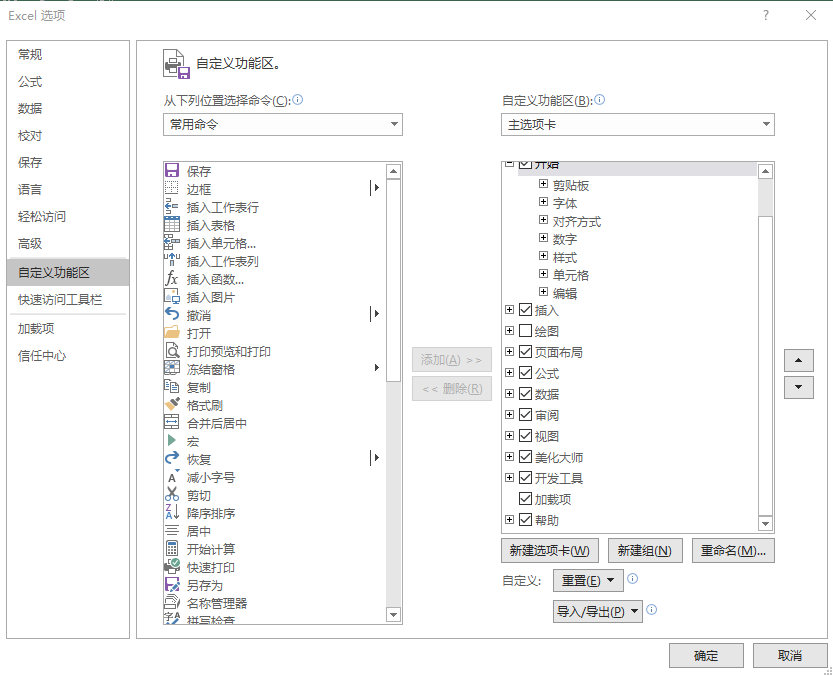 Excel 选项
?
常规
公式
数据
校对
保存
语言
轻松访问
高级
自定义功能区
快速访问工具栏
加载项
信任中心
自定义功能区。
从下列位置选择命令(C):
常用命令
保存
边框
插入工作表行
插入表格
插入单元格...
插入工作表列
插入函数...
插入图片
撤消
打开
打印预览和打印
冻结窗格
复制
格式刷
合并后居中
宏
恢复
减小字号
剪切
降序排序
居中
开始计算
快速打印
另存为
名称管理器
拼写检查
添加(A) >>
<< 删除(R)
自定义功能区(B):
主选项卡
开始
剪贴板
字体
对齐方式
数字
样式
单元格
编辑
插入
绘图
页面布局
公式
数据
审阅
视图
美化大师
开发工具
加载项
帮助
新建选项卡(W)
新建组(N)
重命名(M)...
自定义:
重置(E)
导入/导出(P)
确定
取消